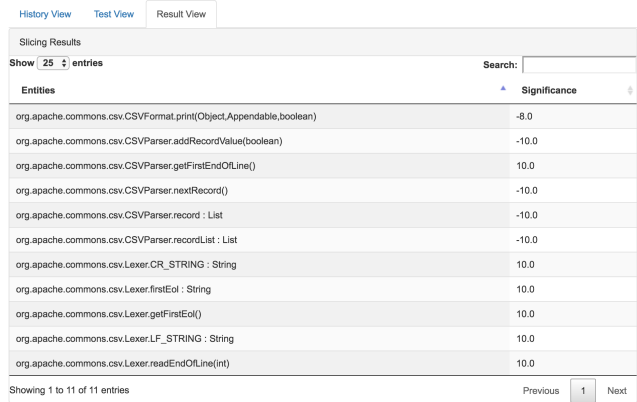 History View Test View Result View
Slicing Results
Show 25 entries Search:
Entities Significance
org.apache.commons.csv.CSVFormat.print(Object,Appendable,boolean) -8.0
org.apache.commons.csv.CSVParser.addRecordValue(boolean) -10.0
org.apache.commons.csv.CSVParser.getFirstEndOfLine() 10.0
org.apache.commons.csv.CSVParser.nextRecord() -10.0
org.apache.commons.csv.CSVParser.record : List -10.0
org.apache.commons.csv.CSVParser.recordList : List -10.0
org.apache.commons.csv.Lexer.CR_STRING : String 10.0
org.apache.commons.csv.Lexer.firstEol : String 10.0
org.apache.commons.csv.Lexer.getFirstEol() 10.0
org.apache.commons.csv.Lexer.LF_STRING : String 10.0
org.apache.commons.csv.Lexer.readEndOfLine(int) 10.0
Showing 1 to 11 of 11 entries Previous 1 Next